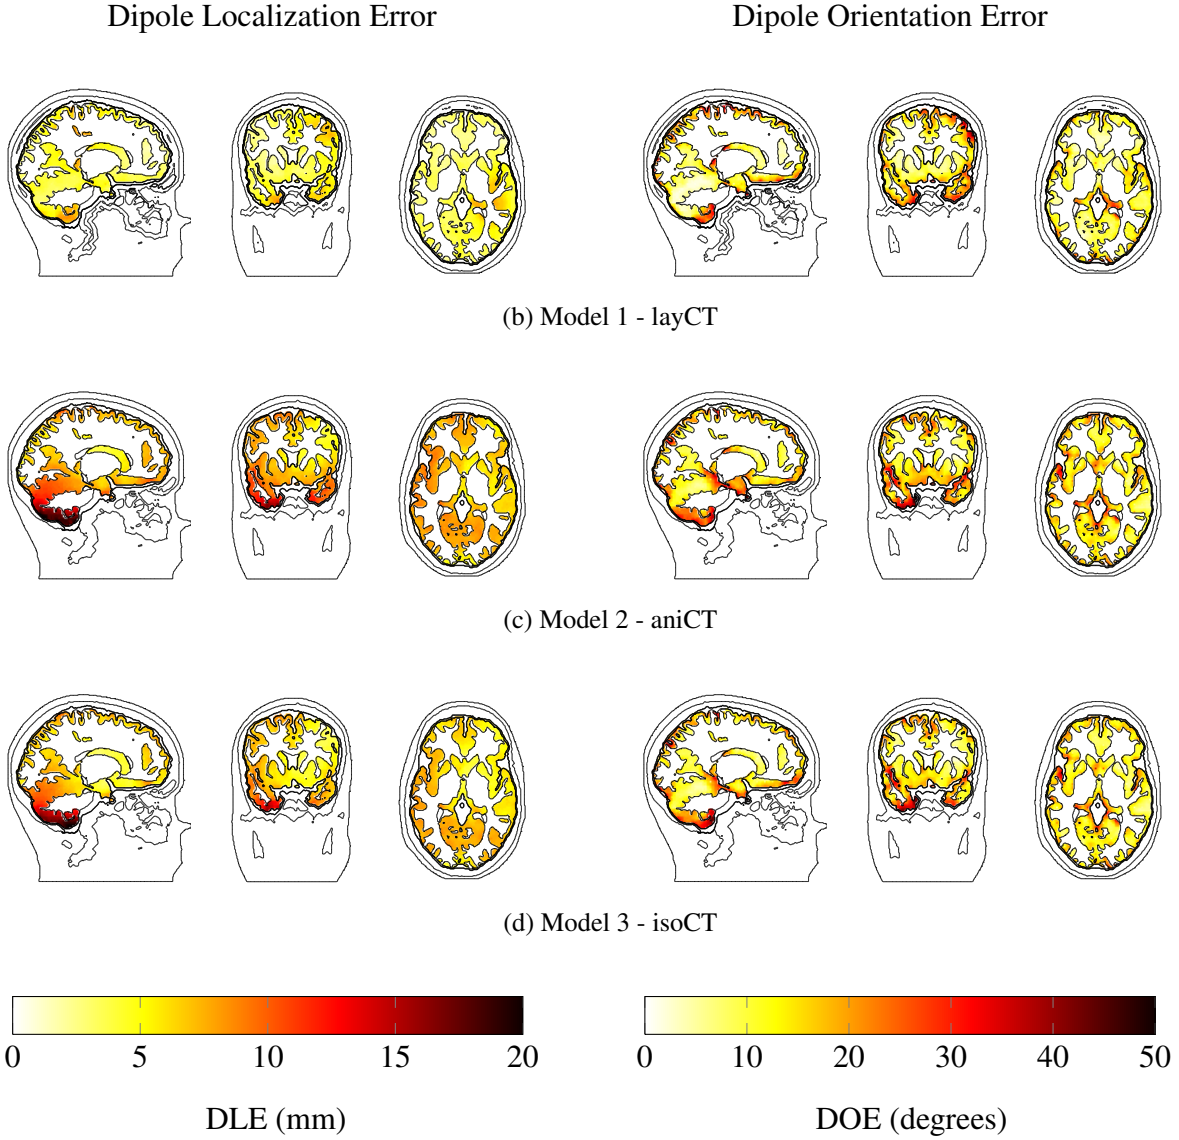 Dipole Localization Error
Dipole Orientation Error
(b) Model 1 - layCT
(c) Model 2 - aniCT
(d) Model 3 - isoCT
0 5 10 15 20
0 10 20 30 40 50
DLE (mm)
DOE (degrees)